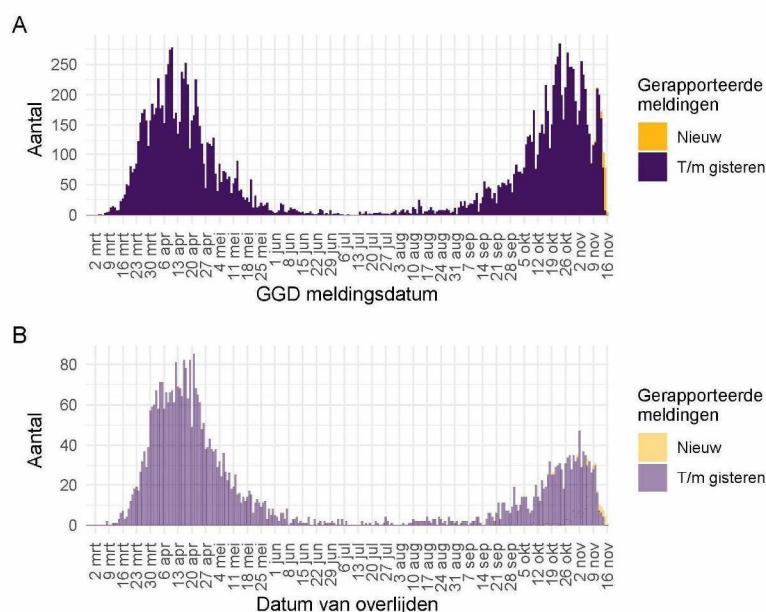 A
Aantal
250
200
150
100
50
0
2 mrt
9 mrt
16 mrt
23 mrt
30 mrt
6 apr
13 apr
20 apr
27 apr
4 mei
11 mei
18 mei
25 mei
1 jun
8 jun
15 jun
22 jun
29 jun
6 jul
13 jul
20 jul
27 jul
3 aug
10 aug
17 aug
24 aug
31 aug
7 sep
14 sep
21 sep
28 sep
5 okt
12 okt
19 okt
26 okt
2 nov
9 nov
16 nov
GGD meldingsdatum
Gerapporteerde
meldingen
Nieuw
T/m gisteren
B
Aantal
80
60
40
20
0
2 mrt
9 mrt
16 mrt
23 mrt
30 mrt
6 apr
13 apr
20 apr
27 apr
4 mei
11 mei
18 mei
25 mei
1 jun
8 jun
15 jun
22 jun
29 jun
6 jul
13 jul
20 jul
27 jul
3 aug
10 aug
17 aug
24 aug
31 aug
7 sep
14 sep
21 sep
28 sep
5 okt
12 okt
19 okt
26 okt
2 nov
9 nov
16 nov
Datum van overlijden
Gerapporteerde
meldingen
Nieuw
T/m gisteren